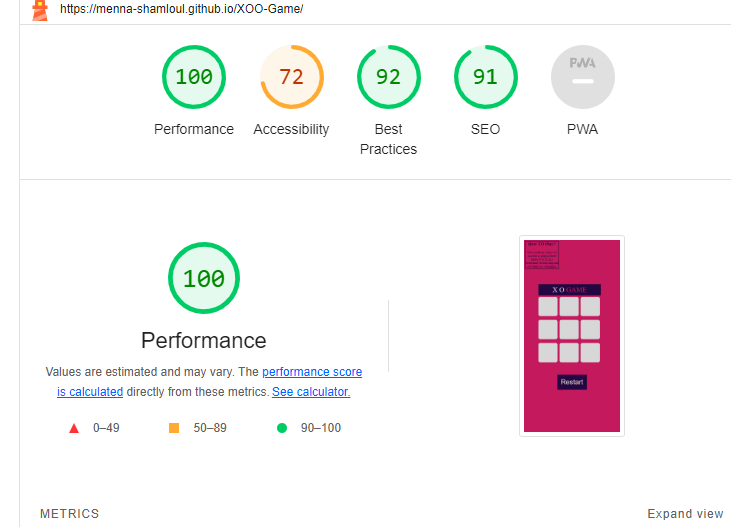 https://menna-shamloul.github.io/XOO-Game/
100
72
92
91
PWA
Performance
Accessibility
Best
Practices
SEO
PWA
100
Performance
Values are estimated and may vary. The performance score
is calculated directly from these metrics. See calculator.
0–49
50–89
90–100
X O GAME
Restart
METRICS
Expand view